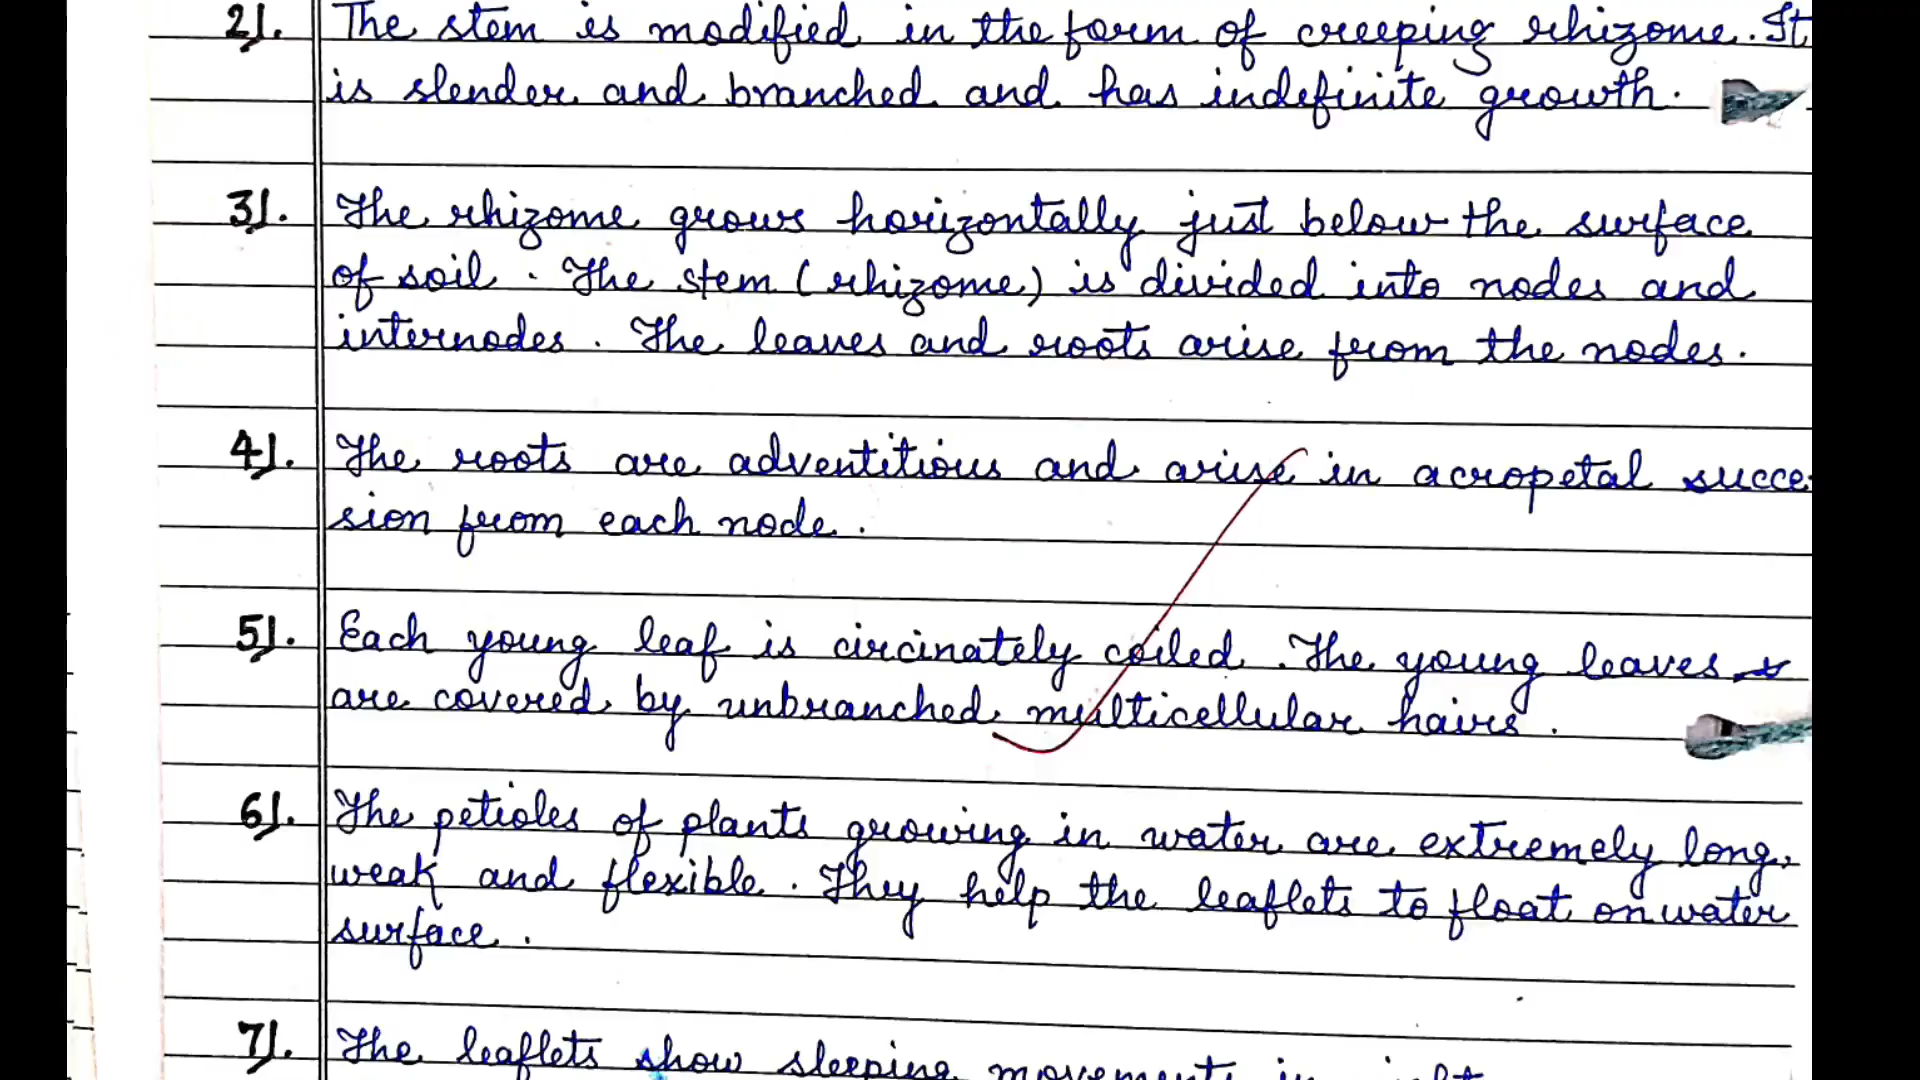 2). The stem is modified in the form of creeping rhizome. It
is slender and branched and has indefinite growth.
3). The rhizome grows horizontally just below the surface
of soil. The stem (rhizome) is divided into nodes and
internodes. The leaves and roots arise from the nodes.
4). The roots are adventitious and arise in acropetal succe-
sion from each node.
5). Each young leaf is circinately coiled. The young leaves
are covered by unbranched multicellular hairs.
6). The petioles of plants growing in water are extremely long,
weak and flexible. They help the leaflets to float on water
surface.
7). The leaflets show sleeping movements in